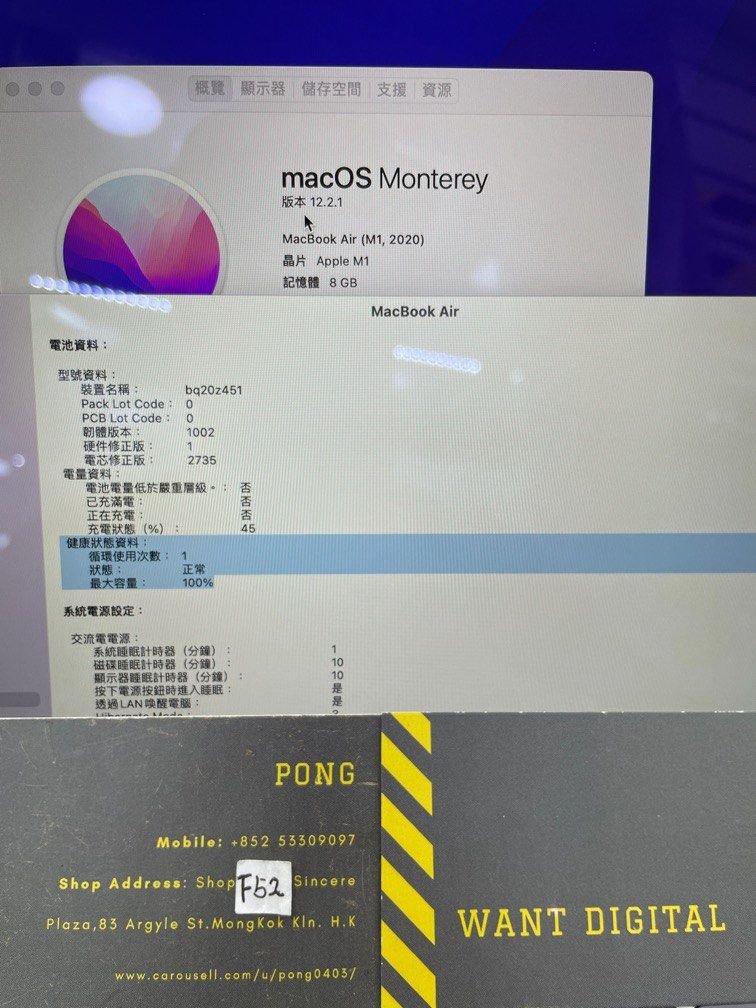 概覽 顯示器 儲存空間 支援 資源
macOS Monterey
版本 12.2.1
MacBook Air (M1, 2020)
晶片 Apple M1
記憶體 8 GB
MacBook Air
電池資料：
型號資料：
裝置名稱： bq20z451
Pack Lot Code： 0
PCB Lot Code： 0
韌體版本： 1002
硬件修正版： 1
電芯修正版： 2735
電量資料：
電池電量低於嚴重層級。： 否
已充滿電： 否
正在充電： 否
充電狀態（%）： 45
健康狀態資料：
循環使用次數： 1
狀態： 正常
最大容量： 100%
系統電源設定：
交流電電源：
系統睡眠計時器（分鐘）： 1
磁碟睡眠計時器（分鐘）： 10
顯示器睡眠計時器（分鐘）： 10
按下電源按鈕時進入睡眠： 是
透過LAN喚醒電腦： 是
PONG
Mobile: +852 53309097
Shop Address: Shop F52 Sincere
Plaza,83 Argyle St.MongKok Kln. H.K
www.carousell.com/u/pong0403/
WANT DIGITAL